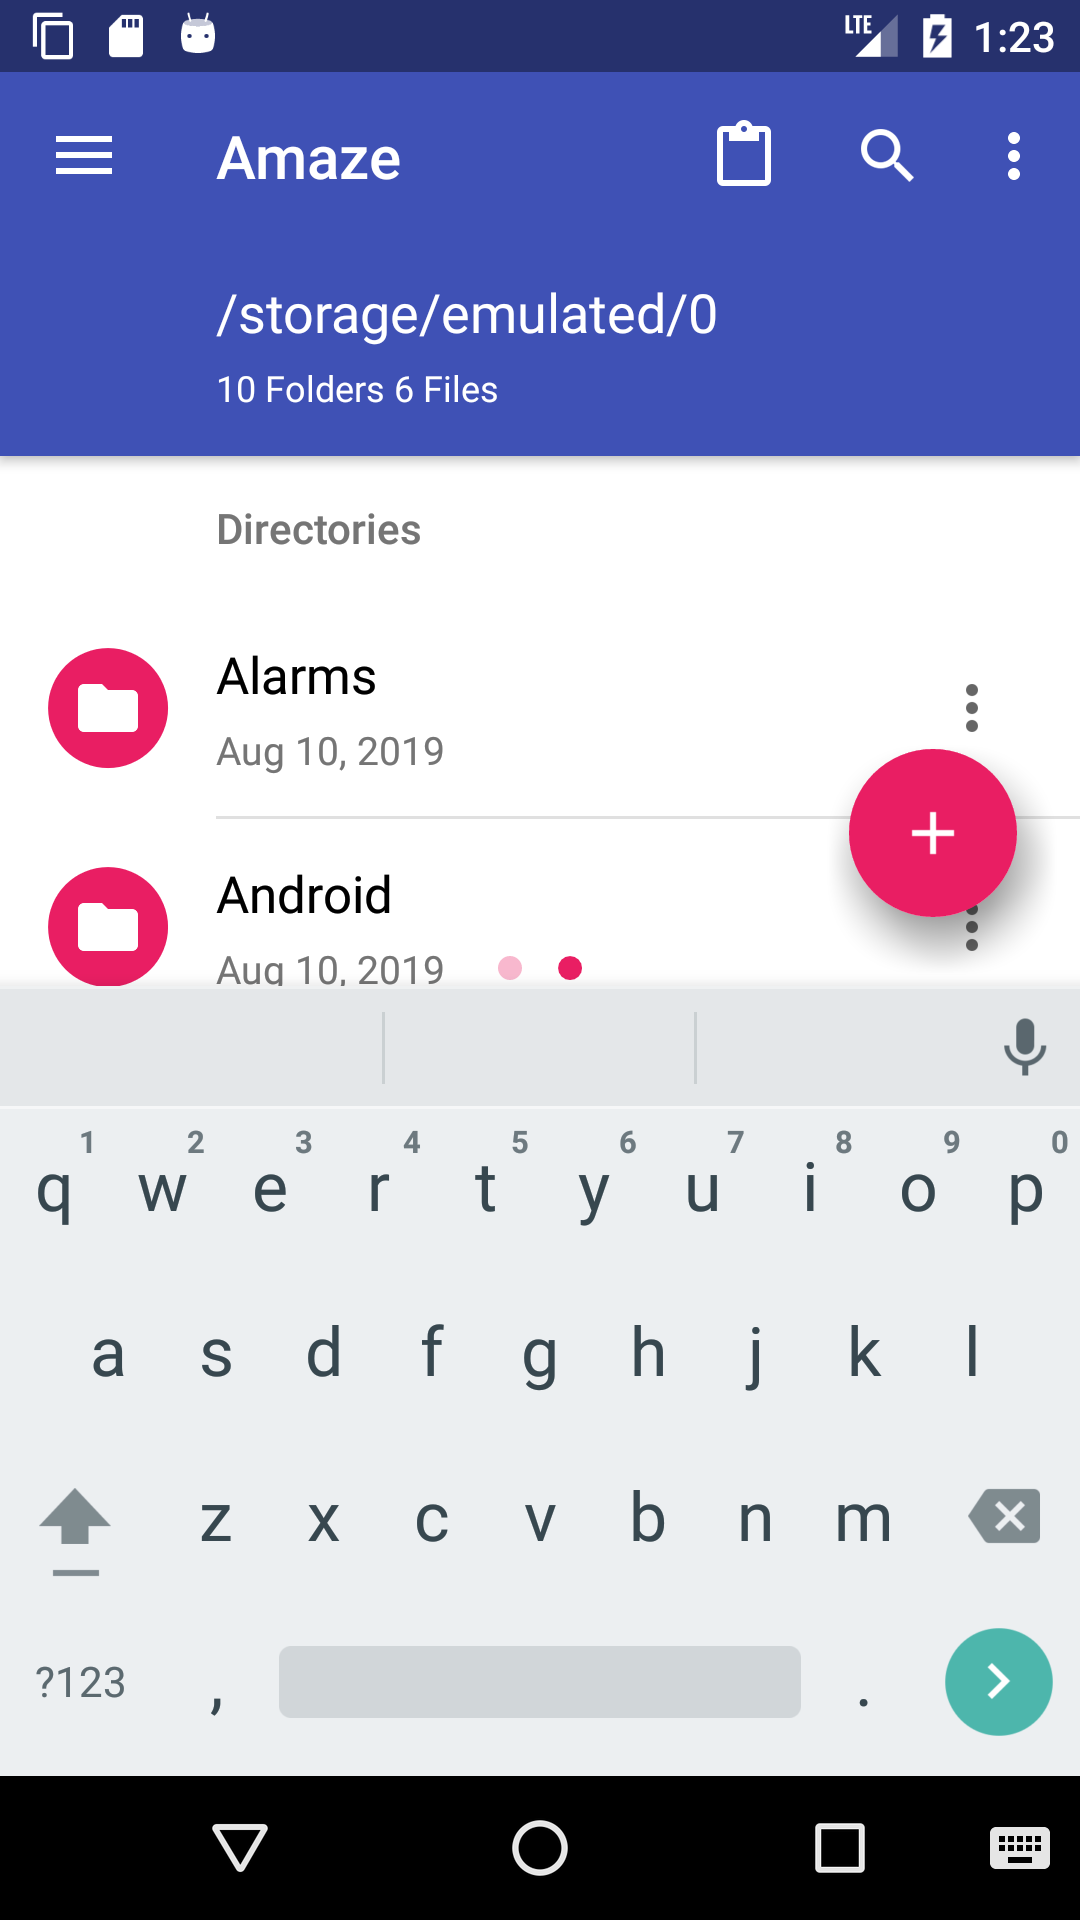 LTE 1:23
Amaze
/storage/emulated/0
10 Folders 6 Files
Directories
Alarms
Aug 10, 2019
Android
Aug 10, 2019
1 2 3 4 5 6 7 8 9 0
q w e r t y u i o p
a s d f g h j k l
z x c v b n m
?123 , .